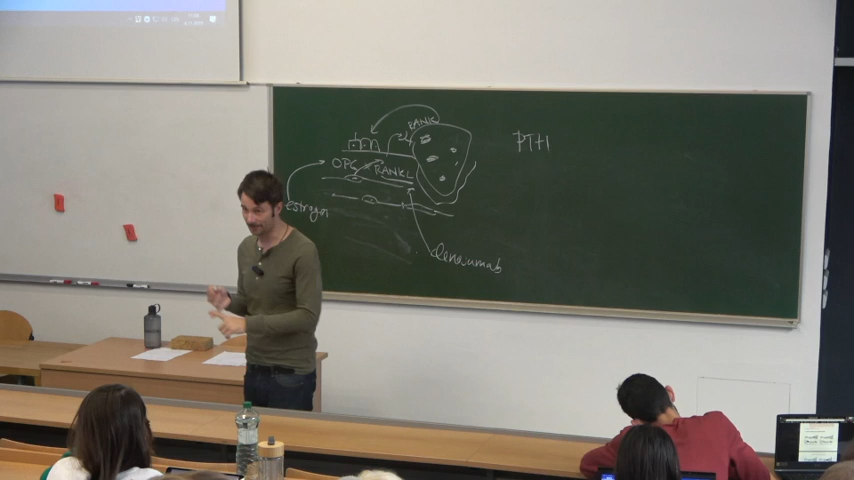 RANK
PTH
OPG RANKL
estrogen
denosumab